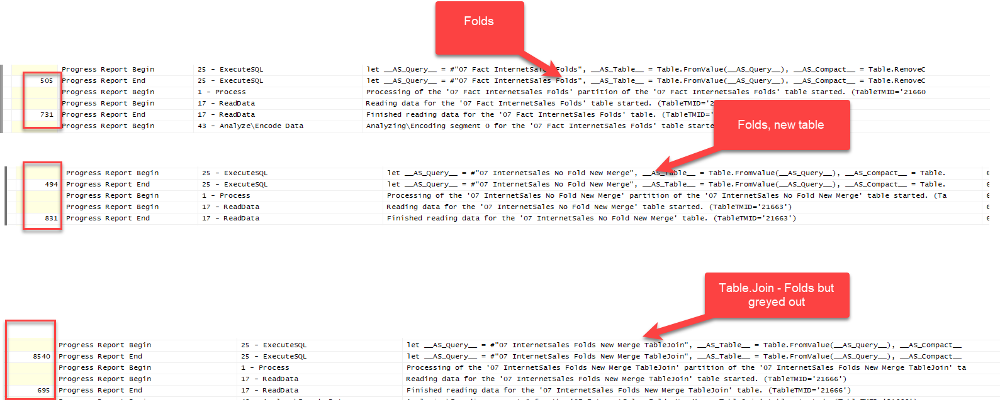 Folds
Progress Report Begin 25 - ExecuteSQL let __AS_Query__ = #"07 Fact InternetSales Folds", __AS_Table__ = Table.FromValue(__AS_Query__), __AS_Compact__ = Table.RemoveC
505 Progress Report End 25 - ExecuteSQL let __AS_Query__ = #"07 Fact InternetSales Folds", __AS_Table__ = Table.FromValue(__AS_Query__), __AS_Compact__ = Table.RemoveC
Progress Report Begin 1 - Process Processing of the '07 Fact InternetSales Folds' partition of the '07 Fact InternetSales Folds' table started. (TableTMID='21660
Progress Report Begin 17 - ReadData Reading data for the '07 Fact InternetSales Folds' table started. (TableTMID='2
731 Progress Report End 17 - ReadData Finished reading data for the '07 Fact InternetSales Folds' table. (TableTMID='
Progress Report Begin 43 - Analyze\Encode Data Analyzing\Encoding segment 0 for the '07 Fact InternetSales Folds' table starte
Folds, new table
Progress Report Begin 25 - ExecuteSQL let __AS_Query__ = #"07 InternetSales No Fold New Merge", __AS_Table__ = Table.FromValue(__AS_Query__), __AS_Compact__ = Table.
494 Progress Report End 25 - ExecuteSQL let __AS_Query__ = #"07 InternetSales No Fold New Merge", __AS_Table__ = Table.FromValue(__AS_Query__), __AS_Compact__ = Table.
Progress Report Begin 1 - Process Processing of the '07 InternetSales No Fold New Merge' partition of the '07 InternetSales No Fold New Merge' table started. (Ta
Progress Report Begin 17 - ReadData Reading data for the '07 InternetSales No Fold New Merge' table started. (TableTMID='21663')
831 Progress Report End 17 - ReadData Finished reading data for the '07 InternetSales No Fold New Merge' table. (TableTMID='21663')
Table.Join - Folds but
greyed out
Progress Report Begin 25 - ExecuteSQL let __AS_Query__ = #"07 InternetSales Folds New Merge TableJoin", __AS_Table__ = Table.FromValue(__AS_Query__), __AS_Compact__
8540 Progress Report End 25 - ExecuteSQL let __AS_Query__ = #"07 InternetSales Folds New Merge TableJoin", __AS_Table__ = Table.FromValue(__AS_Query__), __AS_Compact__
Progress Report Begin 1 - Process Processing of the '07 InternetSales Folds New Merge TableJoin' partition of the '07 InternetSales Folds New Merge TableJoin' ta
Progress Report Begin 17 - ReadData Reading data for the '07 InternetSales Folds New Merge TableJoin' table started. (TableTMID='21666')
695 Progress Report End 17 - ReadData Finished reading data for the '07 InternetSales Folds New Merge TableJoin' table. (TableTMID='21666')